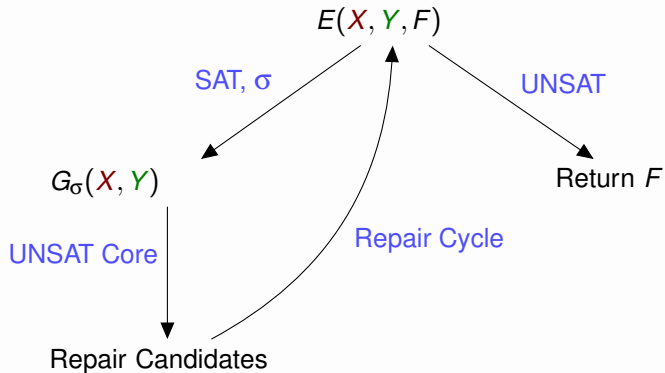 E(X, Y, F)
SAT, σ
UNSAT
Gσ(X, Y)
Return F
UNSAT Core
Repair Cycle
Repair Candidates